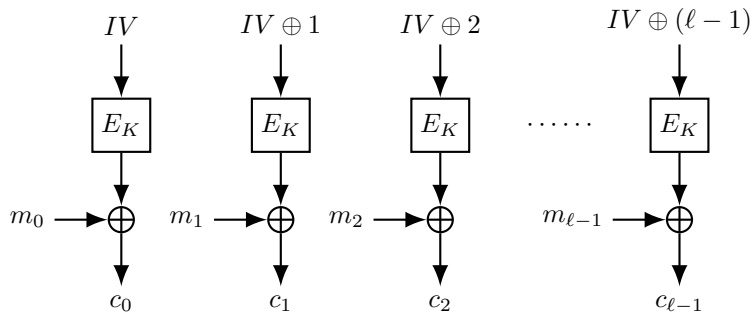 IV IV ⊕ 1 IV ⊕ 2 IV ⊕ (ℓ − 1)
E_K E_K E_K ⋯⋯ E_K
m_0 m_1 m_2 m_{ℓ−1}
c_0 c_1 c_2 c_{ℓ−1}